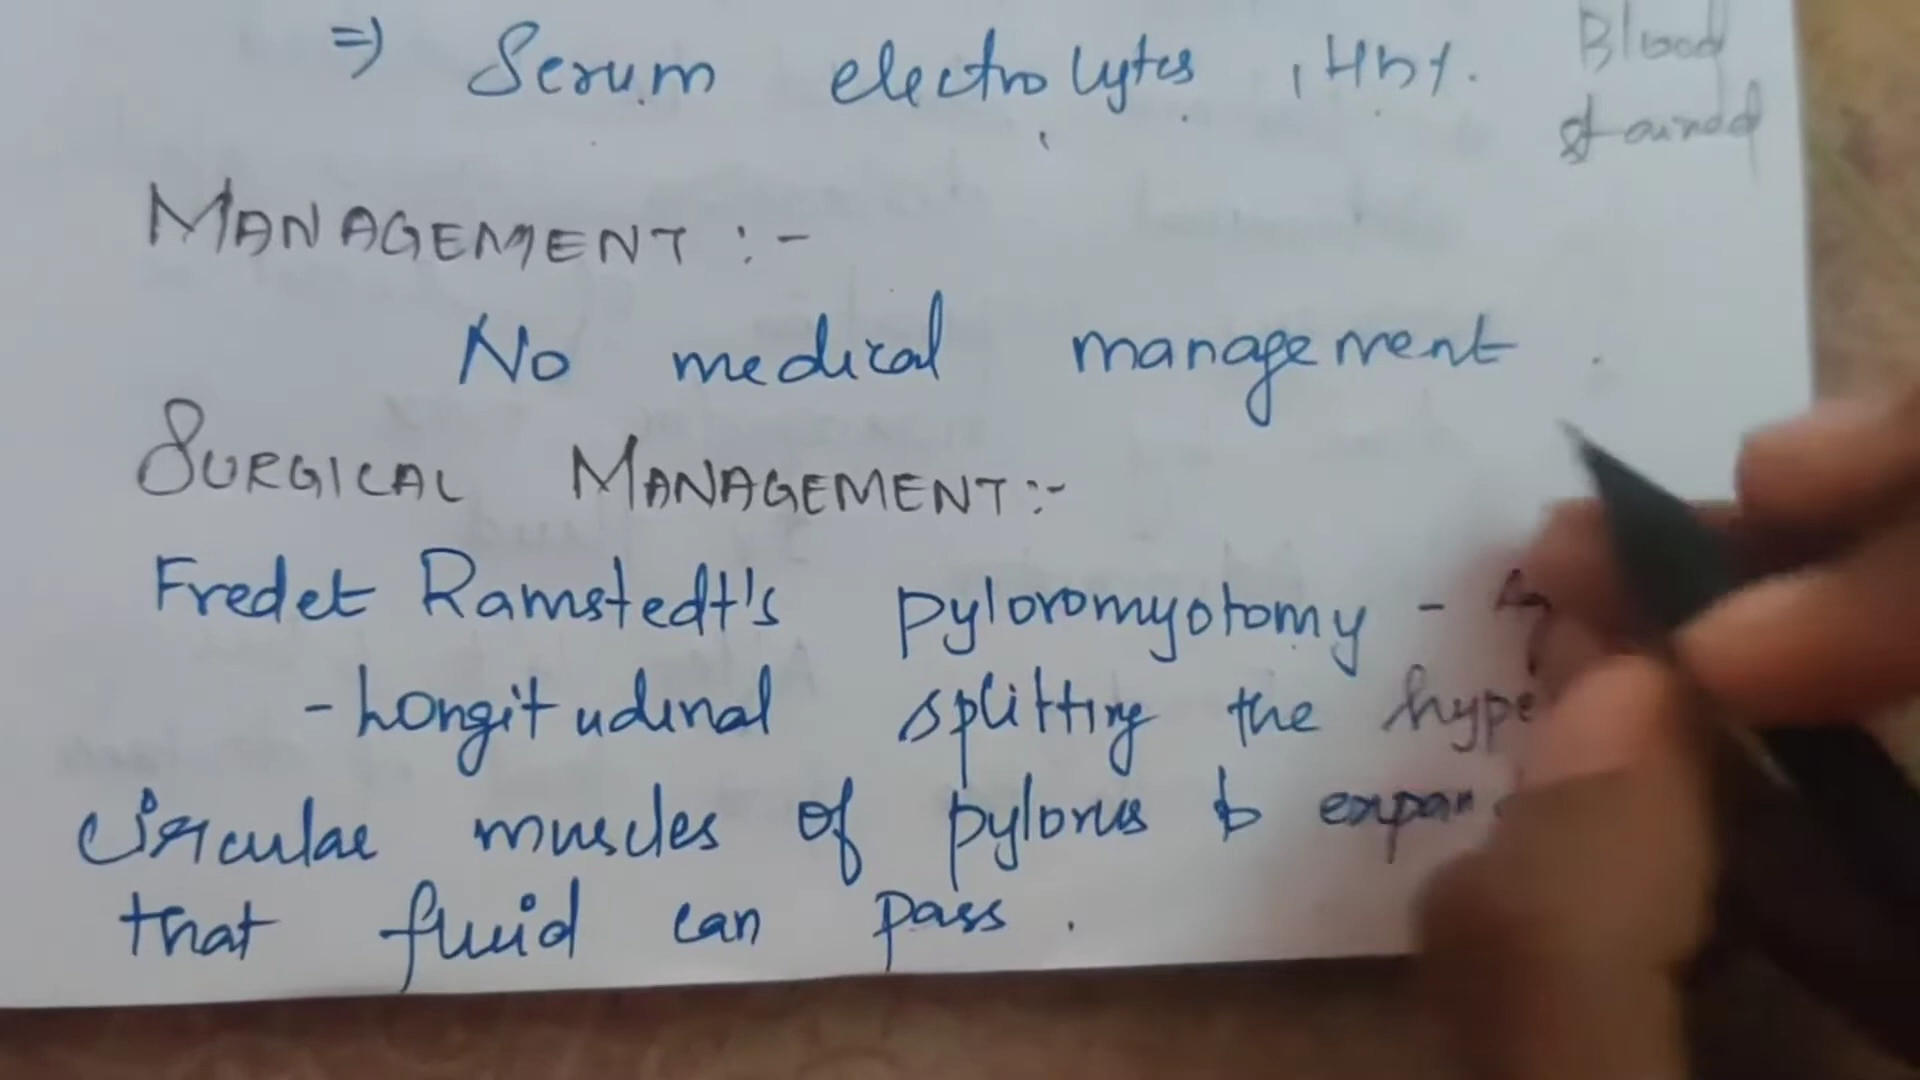 => Serum electrolytes , Hb%.
Blood
stained
MANAGEMENT :-
No medical management .
SURGICAL MANAGEMENT :-
Fredet Ramstedt's pyloromyotomy -
- Longitudinal splitting the
circular muscles of pylorus to
that fluid can pass .